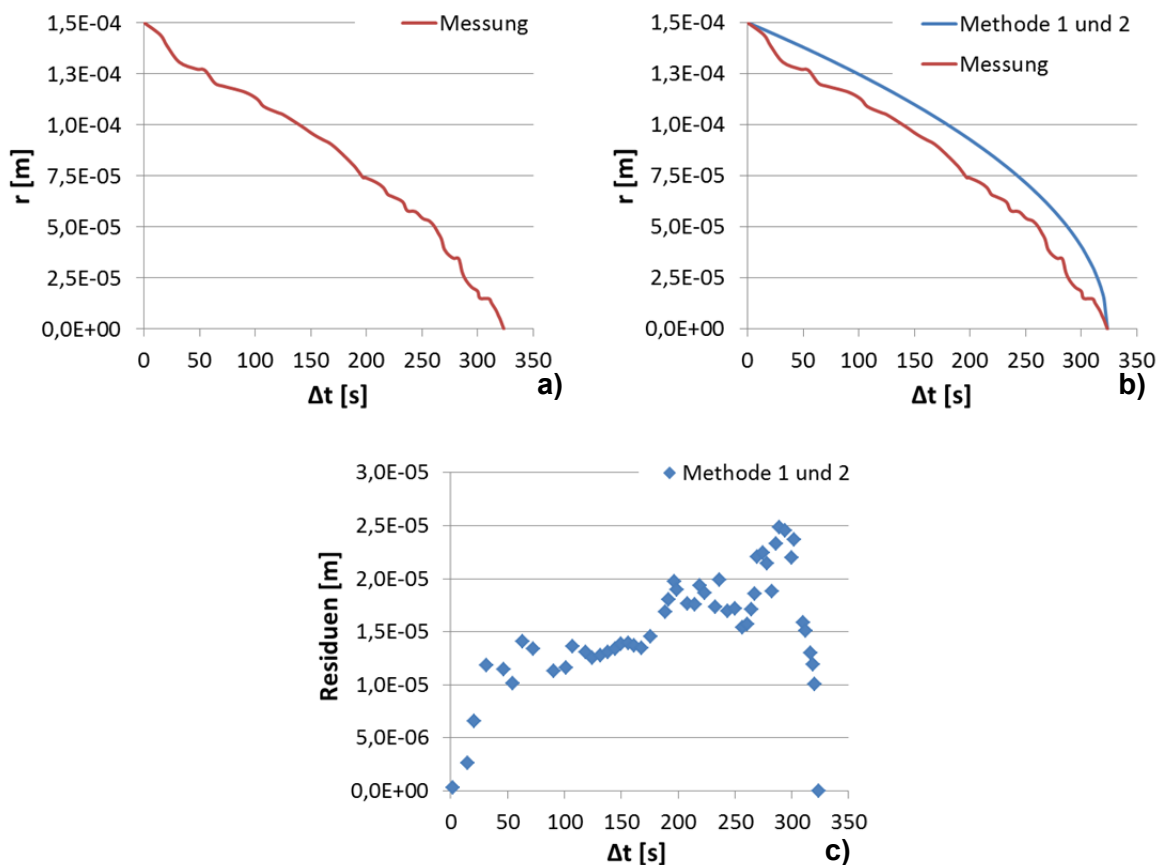 1,5E-04
1,3E-04
1,0E-04
7,5E-05
5,0E-05
2,5E-05
0,0E+00
r [m]
Messung
0 50 100 150 200 250 300 350
Δt [s]
a)
1,5E-04
1,3E-04
1,0E-04
7,5E-05
5,0E-05
2,5E-05
0,0E+00
r [m]
Methode 1 und 2
Messung
0 50 100 150 200 250 300 350
Δt [s]
b)
3,0E-05
2,5E-05
2,0E-05
1,5E-05
1,0E-05
5,0E-06
0,0E+00
Residuen [m]
Methode 1 und 2
0 50 100 150 200 250 300 350
Δt [s]
c)